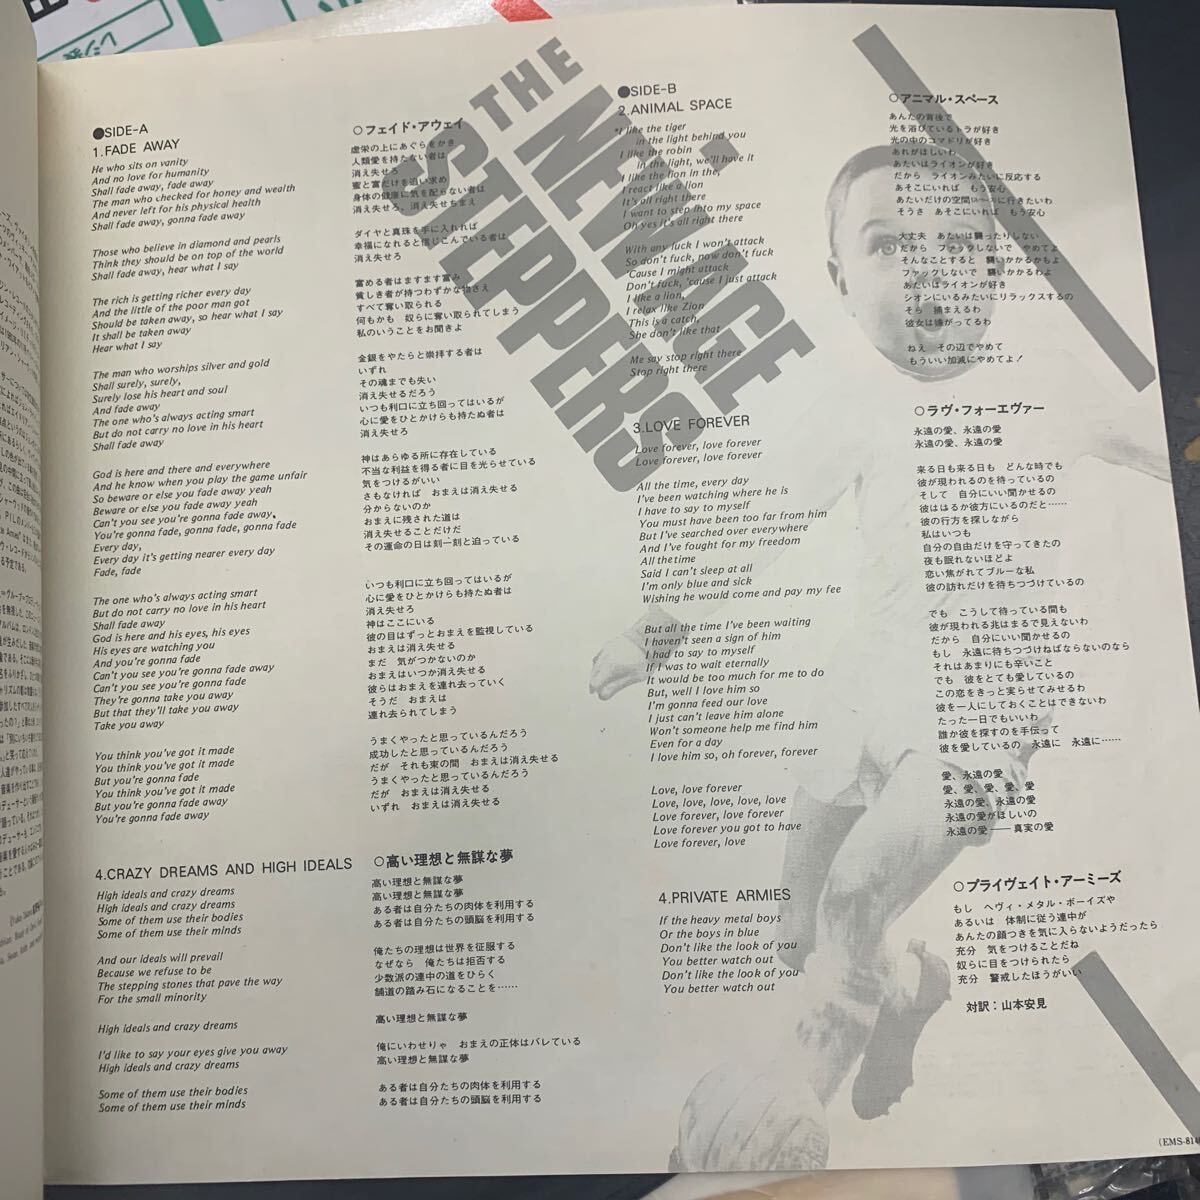 THE
NEW AGE
STEPPERS
●SIDE-A
1.FADE AWAY
He who sits on vanity
And no love for humanity
Shall fade away, fade away
The man who checked for honey and wealth
And never left for his physical health
Shall fade away, gonna fade away
Those who believe in diamond and pearls
Think they should be on top of the world
Shall fade away, hear what I say
The rich is getting richer every day
And the little of the poor man got
Should be taken away, so hear what I say
It shall be taken away
Hear what I say
The man who worships silver and gold
Shall surely, surely,
Surely lose his heart and soul
And fade away
The one who's always acting smart
But do not carry no love in his heart
Shall fade away
God is here and there and everywhere
And he know when you play the game unfair
So beware or else you fade away yeah
Beware or else you fade away yeah
Can't you see you're gonna fade away,
You're gonna fade, gonna fade, gonna fade
Every day,
Every day it's getting nearer every day
Fade, fade
The one who's always acting smart
But do not carry no love in his heart
Shall fade away
God is here and his eyes, his eyes
His eyes are watching you
And you're gonna fade
Can't you see you're gonna fade away
Can't you see you're gonna fade
They're gonna take you away
But that they'll take you away
Take you away
You think you've got it made
You think you've got it made
But you're gonna fade
You think you've got it made
But you're gonna fade away
You're gonna fade away
○フェイド・アウェイ
虚栄の上にあぐらをかき
人類愛を持たない者は
消え失せろ
蜜と富だけを追い求め
身体の健康に気を配らない者は
消え失せろ、消え失せちまえ
ダイヤと真珠を手に入れれば
幸福になれると信じこんでいる者は
消え失せろ
富める者はますます富み
貧しき者が持つわずかな物さえ
すべて奪い取られる
何もかも 奴らに奪い取られてしまう
私のいうことをお聞きよ
金銀をやたらと崇拝する者は
いずれ
その魂までも失い
消え失せるだろう
いつも利口に立ち回ってはいるが
心に愛をひとかけらも持たぬ者は
消え失せろ
神はあらゆる所に存在している
不当な利益を得る者に目を光らせている
気をつけるがいい
さもなければ おまえは消え失せる
分からないのか
おまえに残された道は
消え失せることだけだ
その運命の日は刻一刻と迫っている
いつも利口に立ち回ってはいるが
心に愛をひとかけらも持たぬ者は
消え失せろ
神はここにいる
彼の目はずっとおまえを監視している
おまえは消え失せる
まだ 気がつかないのか
おまえはいつか消え失せる
彼らはおまえを連れ去っていく
そうだ おまえは
連れ去られてしまう
うまくやったと思っているんだろう
成功したと思っているんだろう
だが それも束の間 おまえは消え失せる
うまくやったと思っているんだろう
だが おまえは消え失せる
いずれ おまえは消え失せる
4.CRAZY DREAMS AND HIGH IDEALS
High ideals and crazy dreams
High ideals and crazy dreams
Some of them use their bodies
Some of them use their minds
And our ideals will prevail
Because we refuse to be
The stepping stones that pave the way
For the small minority
High ideals and crazy dreams
I'd like to say your eyes give you away
High ideals and crazy dreams
Some of them use their bodies
Some of them use their minds
○高い理想と無謀な夢
高い理想と無謀な夢
高い理想と無謀な夢
ある者は自分たちの肉体を利用する
ある者は自分たちの頭脳を利用する
俺たちの理想は世界を征服する
なぜなら 俺たちは拒否する
少数派の連中の道をひらく
舗道の踏み石になることを……
高い理想と無謀な夢
俺にいわせりゃ おまえの正体はバレている
高い理想と無謀な夢
ある者は自分たちの肉体を利用する
ある者は自分たちの頭脳を利用する
●SIDE-B
2.ANIMAL SPACE
*I like the tiger
in the light behind you
I like the robin
in the light, we'll have it
I like the lion in the,
I react like a lion
It's all right there
I want to step into my space
Oh yes it's all right there
With any fuck I won't attack
So don't fuck, now don't fuck
'Cause I might attack
Don't fuck, 'cause I just attack
I like a lion,
I relax like Zion
This is a catch,
She don't like that
Me say stop right there
Stop right there
3.LOVE FOREVER
Love forever, love forever
Love forever, love forever
All the time, every day
I've been watching where he is
I have to say to myself
You must have been too far from him
But I've searched over everywhere
And I've fought for my freedom
All the time
Said I can't sleep at all
I'm only blue and sick
Wishing he would come and pay my fee
But all the time I've been waiting
I haven't seen a sign of him
I had to say to myself
If I was to wait eternally
It would be too much for me to do
But, well I love him so
I'm gonna feed our love
I just can't leave him alone
Won't someone help me find him
Even for a day
I love him so, oh forever, forever
Love, love forever
Love, love, love, love, love
Love forever, love forever
Love forever you got to have
Love forever, love
4.PRIVATE ARMIES
If the heavy metal boys
Or the boys in blue
Don't like the look of you
You better watch out
Don't like the look of you
You better watch out
○アニマル・スペース
あんたの背後で
光を浴びているトラが好き
光の中のコマドリが好き
あれがほしいわ
あたいはライオンが好き
だから ライオンみたいに反応する
あそこにいれば もう安心
あたいだけの空間に行きたいわ
そうさ あそこにいれば もう安心
大丈夫 あたいは闘ったりしない
だから ファックしないで やめてよ
そんなことすると 闘いかかるかもよ
ファックしないで 闘いかかるわよ
あたいはライオンが好き
シオンにいるみたいにリラックスするの
そら 捕まえるわ
彼女は嫌がってるわ
ねえ その辺でやめて
もういい加減にやめてよ！
○ラヴ・フォーエヴァー
永遠の愛、永遠の愛
永遠の愛、永遠の愛
来る日も来る日も どんな時でも
彼が現われるのを待っているの
そして 自分にいい聞かせるの
彼ははるか彼方にいるのだと……
彼の行方を探しながら
私はいつも
自分の自由だけを守ってきたの
夜も眠れないほどよ
恋い焦がれてブルーな私
彼の訪れだけを待ちつづけているの
でも こうして待っている間も
彼が現われる兆はまるで見えないわ
だから 自分にいい聞かせるの
もし 永遠に待ちつづけねばならないのなら
それはあまりにも辛いこと
でも 彼をとても愛しているの
この恋をきっと実らせてみせるわ
彼を一人にしておくことはできないわ
たった一日でもいいわ
誰か彼を探すのを手伝って
彼を愛しているの 永遠に 永遠に……
愛、永遠の愛
愛、愛、愛、愛、愛
永遠の愛、永遠の愛
永遠の愛がほしいの
永遠の愛――真実の愛
○プライヴェイト・アーミーズ
もし ヘヴィ・メタル・ボーイズや
あるいは 体制に従う連中が
あんたの顔つきを気に入らないようだったら
充分 気をつけることだね
奴らに目をつけられたら
充分 警戒したほうがいい
対訳：山本安見